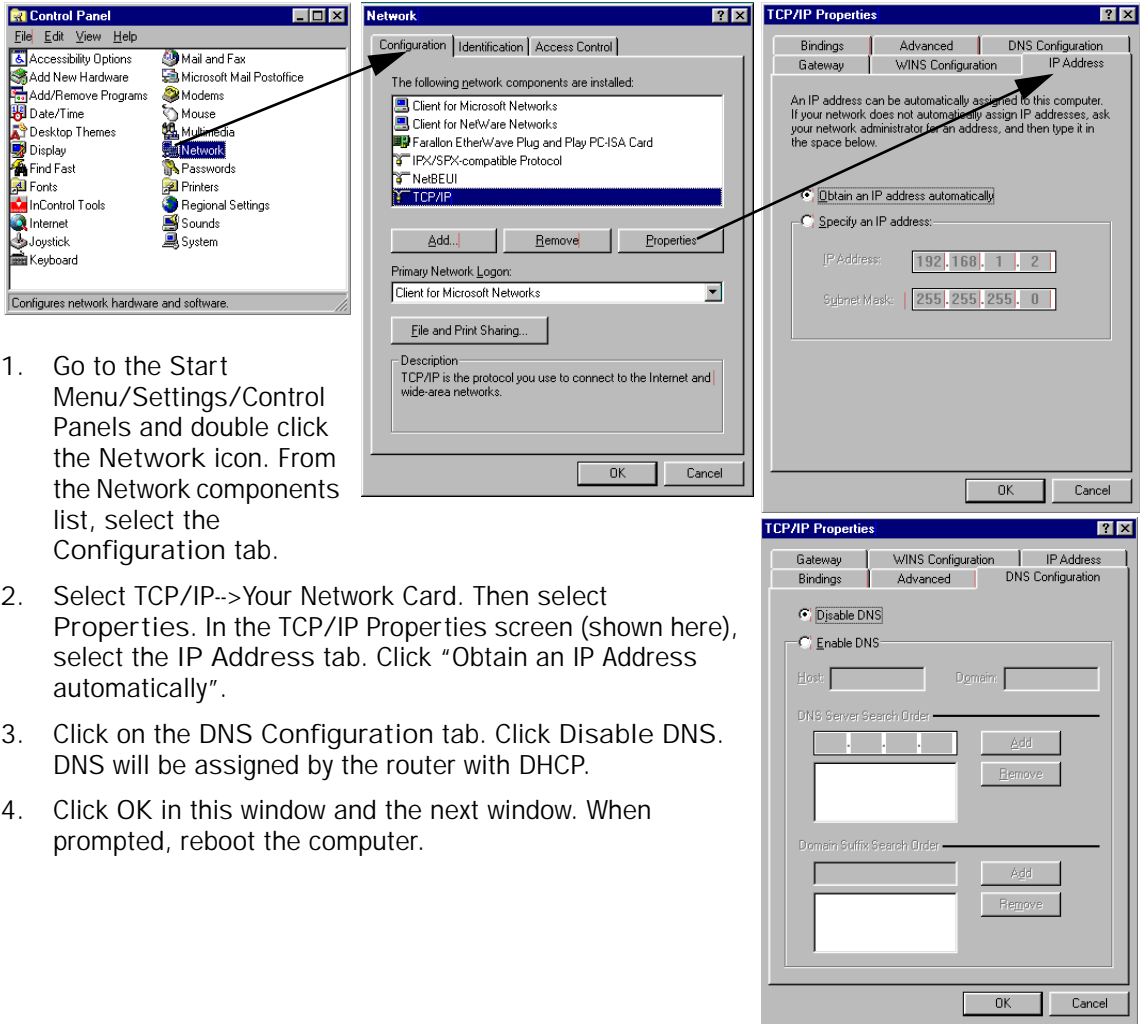 Control Panel
File Edit View Help
Accessibility Options
Add New Hardware
Add/Remove Programs
Date/Time
Desktop Themes
Display
Find Fast
Fonts
InControl Tools
Internet
Joystick
Keyboard
Mail and Fax
Microsoft Mail Postoffice
Modems
Mouse
Multimedia
Network
Passwords
Printers
Regional Settings
Sounds
System
Configures network hardware and software.
Network
Configuration Identification Access Control
The following network components are installed:
Client for Microsoft Networks
Client for NetWare Networks
Farallon EtherWave Plug and Play PC-ISA Card
IPX/SPX-compatible Protocol
NetBEUI
TCP/IP
Add... Remove Properties
Primary Network Logon:
Client for Microsoft Networks
File and Print Sharing...
Description
TCP/IP is the protocol you use to connect to the Internet and
wide-area networks.
OK Cancel
TCP/IP Properties
Bindings Advanced DNS Configuration
Gateway WINS Configuration IP Address
An IP address can be automatically assigned to this computer.
If your network does not automatically assign IP addresses, ask
your network administrator for an address, and then type it in
the space below.
Obtain an IP address automatically
Specify an IP address:
IP Address: 192.168.1.2
Subnet Mask: 255.255.255.0
OK Cancel
1. Go to the Start
Menu/Settings/Control
Panels and double click
the Network icon. From
the Network components
list, select the
Configuration tab.
2. Select TCP/IP-->Your Network Card. Then select
Properties. In the TCP/IP Properties screen (shown here),
select the IP Address tab. Click “Obtain an IP Address
automatically”.
3. Click on the DNS Configuration tab. Click Disable DNS.
DNS will be assigned by the router with DHCP.
4. Click OK in this window and the next window. When
prompted, reboot the computer.
TCP/IP Properties
Gateway WINS Configuration IP Address
Bindings Advanced DNS Configuration
Disable DNS
Enable DNS
Host: Domain:
DNS Server Search Order
Add
Remove
Domain Suffix Search Order
Add
Remove
OK Cancel